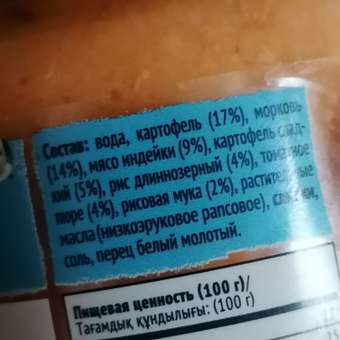 Состав: вода, картофель (17%), морковь
(14%), мясо индейки (9%), картофель слад-
кий (5%), рис длиннозерный (4%), томатное
пюре (4%), рисовая мука (2%), растительные
масла (низкоэруковое рапсовое), сливки,
соль, перец белый молотый.
Пищевая ценность (100 г)/
Тағамдық құндылығы: (100 г)